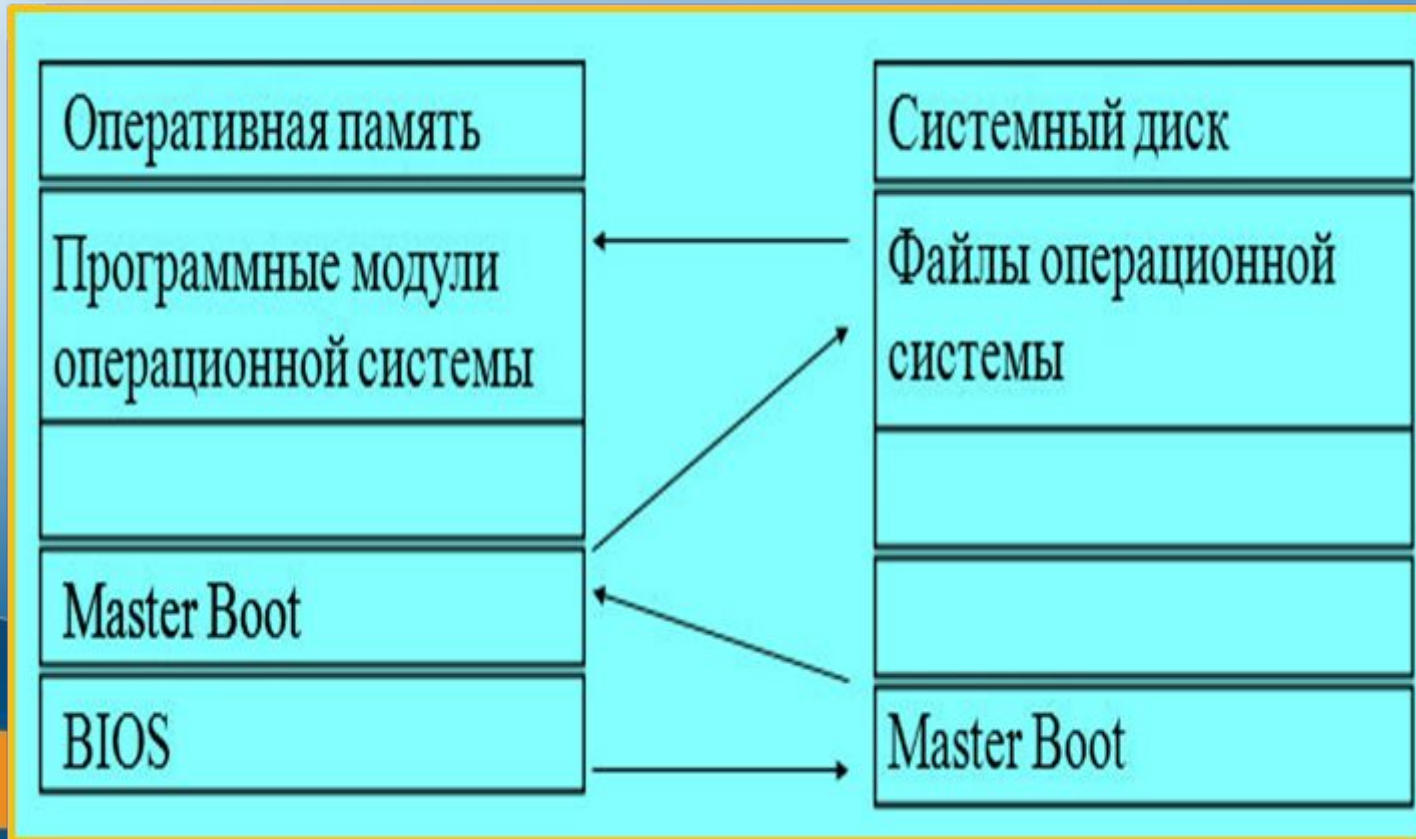 Оперативная память
Программные модули
операционной системы
Master Boot
BIOS
Системный диск
Файлы операционной
системы
Master Boot